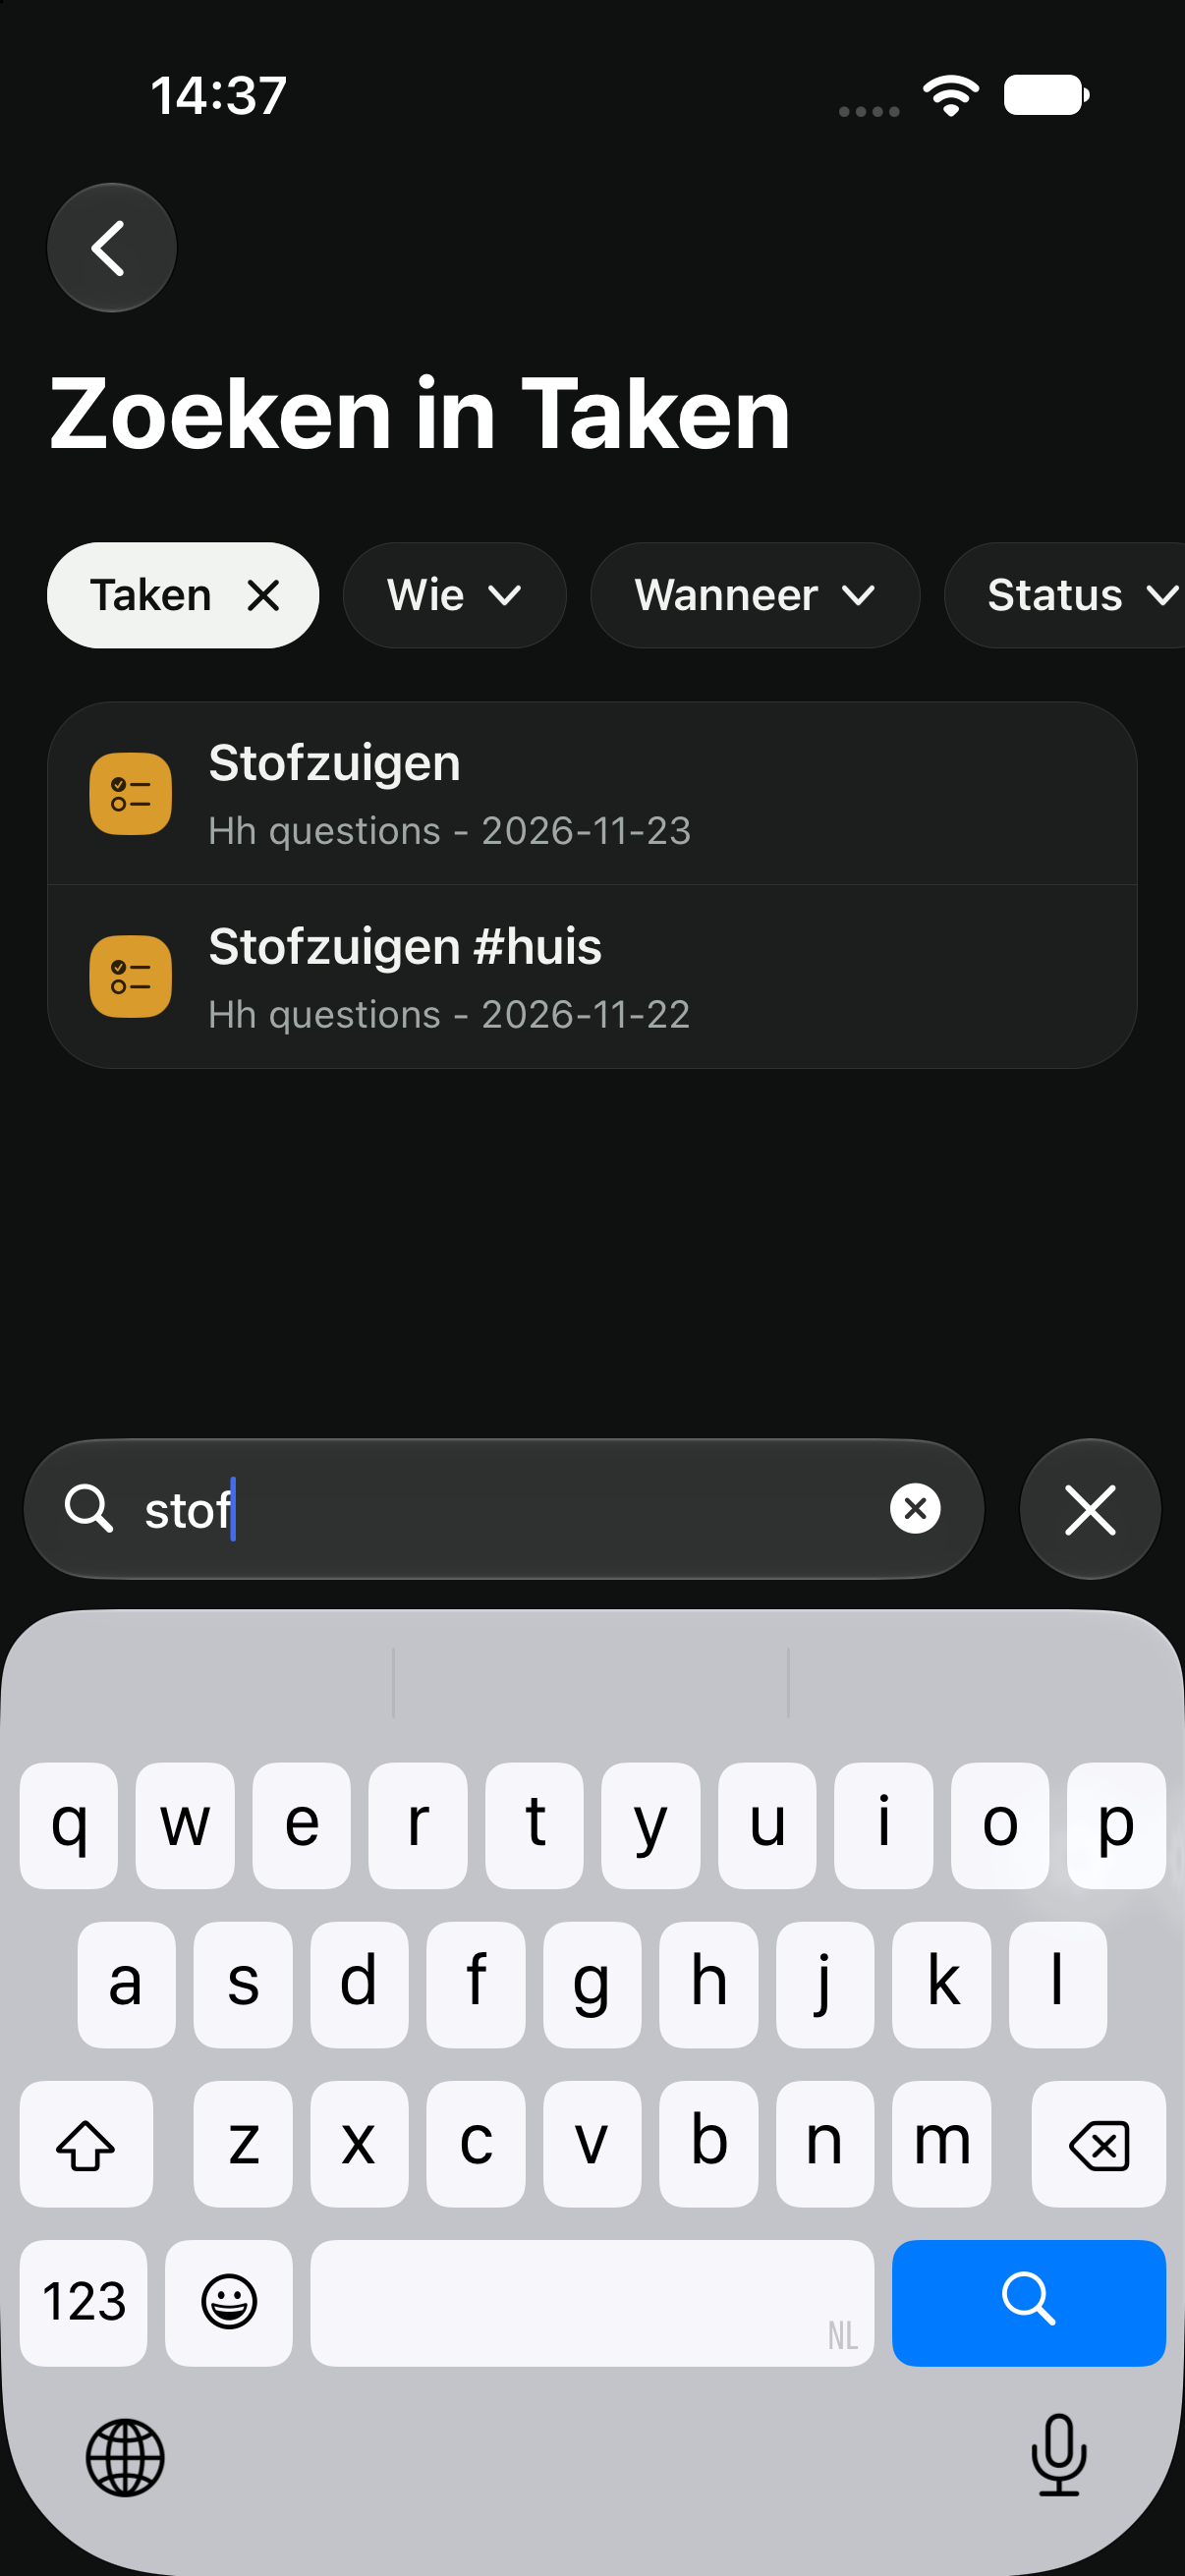 14:37
Zoeken in Taken
Taken Wie Wanneer Status
Stofzuigen
Hh questions - 2026-11-23
Stofzuigen #huis
Hh questions - 2026-11-22
stof
q w e r t y u i o p
a s d f g h j k l
z x c v b n m
123 NL